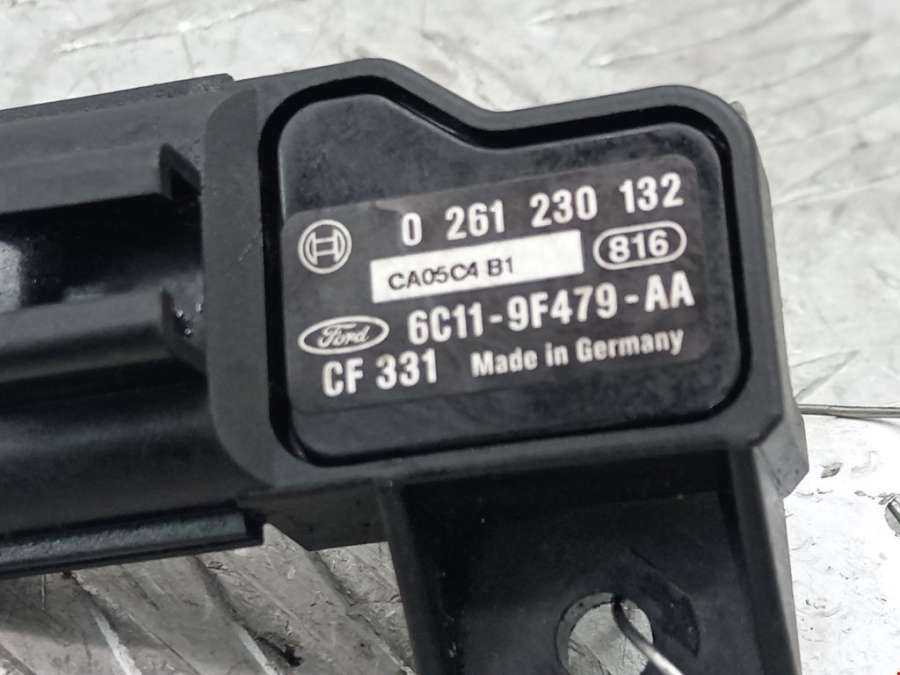 0 261 230 132
CA05C4 B1
816
Ford 6C11-9F479-AA
CF 331 Made in Germany